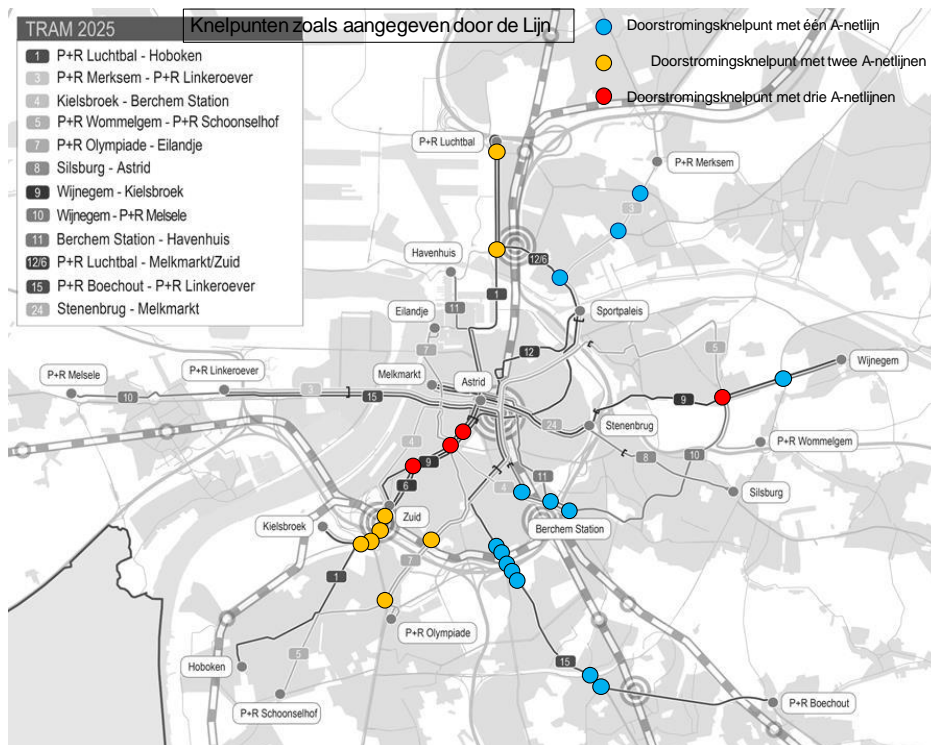 Knelpunten zoals aangegeven door de Lijn
TRAM 2025
1 P+R Luchtbal - Hoboken
3 P+R Merksem - P+R Linkeroever
4 Kielsbroek - Berchem Station
5 P+R Wommelgem - P+R Schoonselhof
7 P+R Olympiade - Eilandje
8 Silsburg - Astrid
9 Wijnegem - Kielsbroek
10 Wijnegem - P+R Melsele
11 Berchem Station - Havenhuis
12/6 P+R Luchtbal - Melkmarkt/Zuid
15 P+R Boechout - P+R Linkeroever
24 Stenenbrug - Melkmarkt
Doorstromingsknelpunt met één A-netlijn
Doorstromingsknelpunt met twee A-netlijnen
Doorstromingsknelpunt met drie A-netlijnen
P+R Luchtbal
P+R Merksem
3
Havenhuis
12/6
11
1
Eilandje
Sportpaleis
7
12
5
Wijnegem
P+R Melsele
P+R Linkeroever
Melkmarkt
Astrid
10
3
15
9
Stenenbrug
24
4
P+R Wommelgem
9
8
10
6
4
11
Silsburg
Kielsbroek
Zuid
Berchem Station
7
1
P+R Olympiade
5
15
Hoboken
P+R Schoonselhof
P+R Boechout